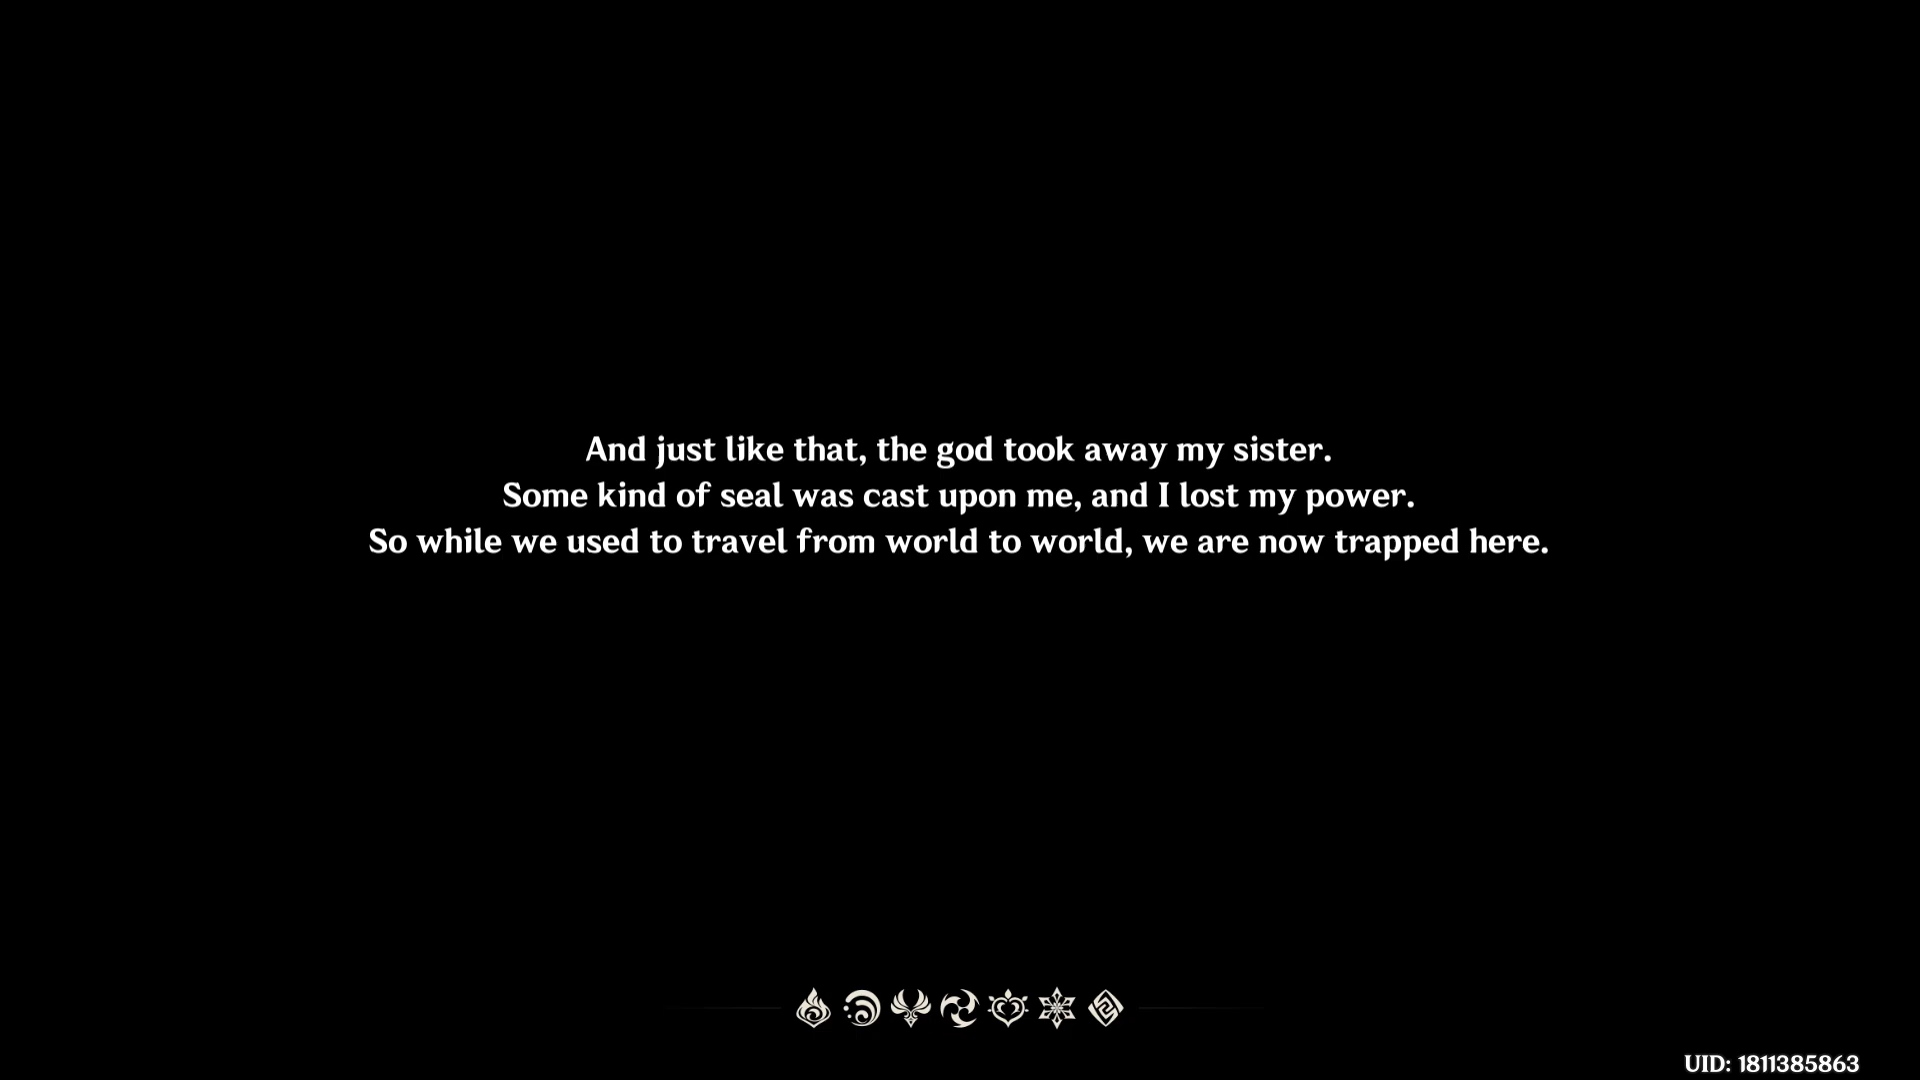 And just like that, the god took away my sister.
Some kind of seal was cast upon me, and I lost my power.
So while we used to travel from world to world, we are now trapped here.
UID: 1811385863